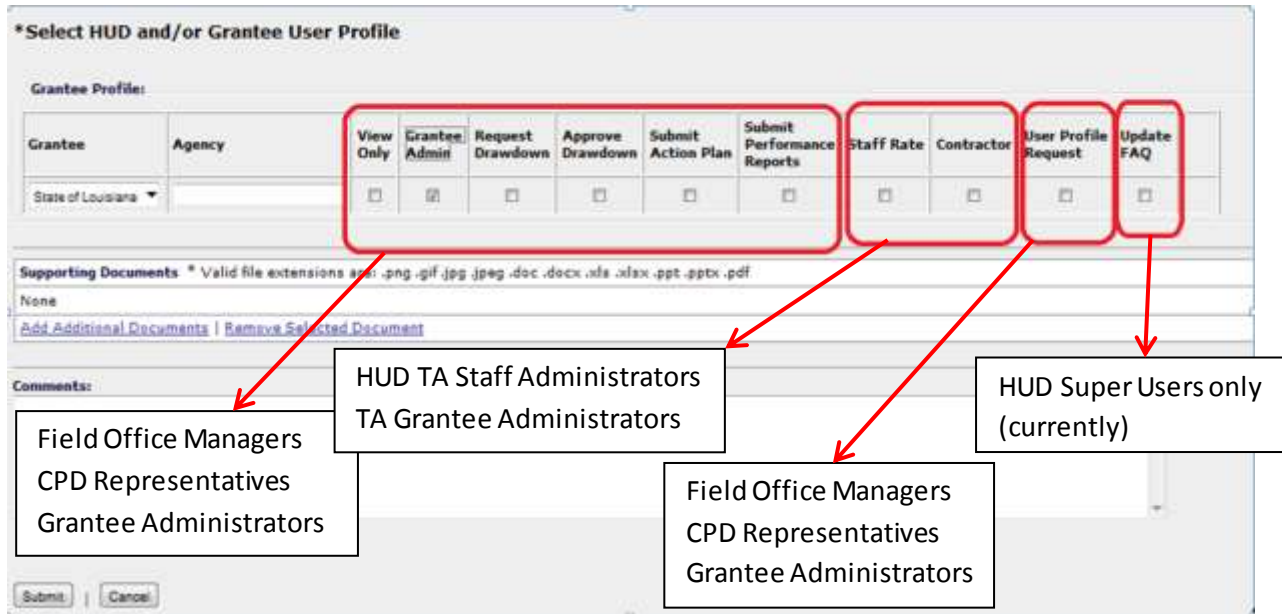 *Select HUD and/or Grantee User Profile
Grantee Profile:
Grantee Agency View Only Grantee Admin Request Drawdown Approve Drawdown Submit Action Plan Submit Performance Reports Staff Rate Contractor User Profile Request Update FAQ
State of Louisiana
Supporting Documents * Valid file extensions are: .png .gif .jpg .jpeg .doc .docx .xls .xlsx .ppt .pptx .pdf
None
Add Additional Documents | Remove Selected Document
Comments:
Field Office Managers
CPD Representatives
Grantee Administrators
HUD TA Staff Administrators
TA Grantee Administrators
Field Office Managers
CPD Representatives
Grantee Administrators
HUD Super Users only
(currently)
Submit | Cancel